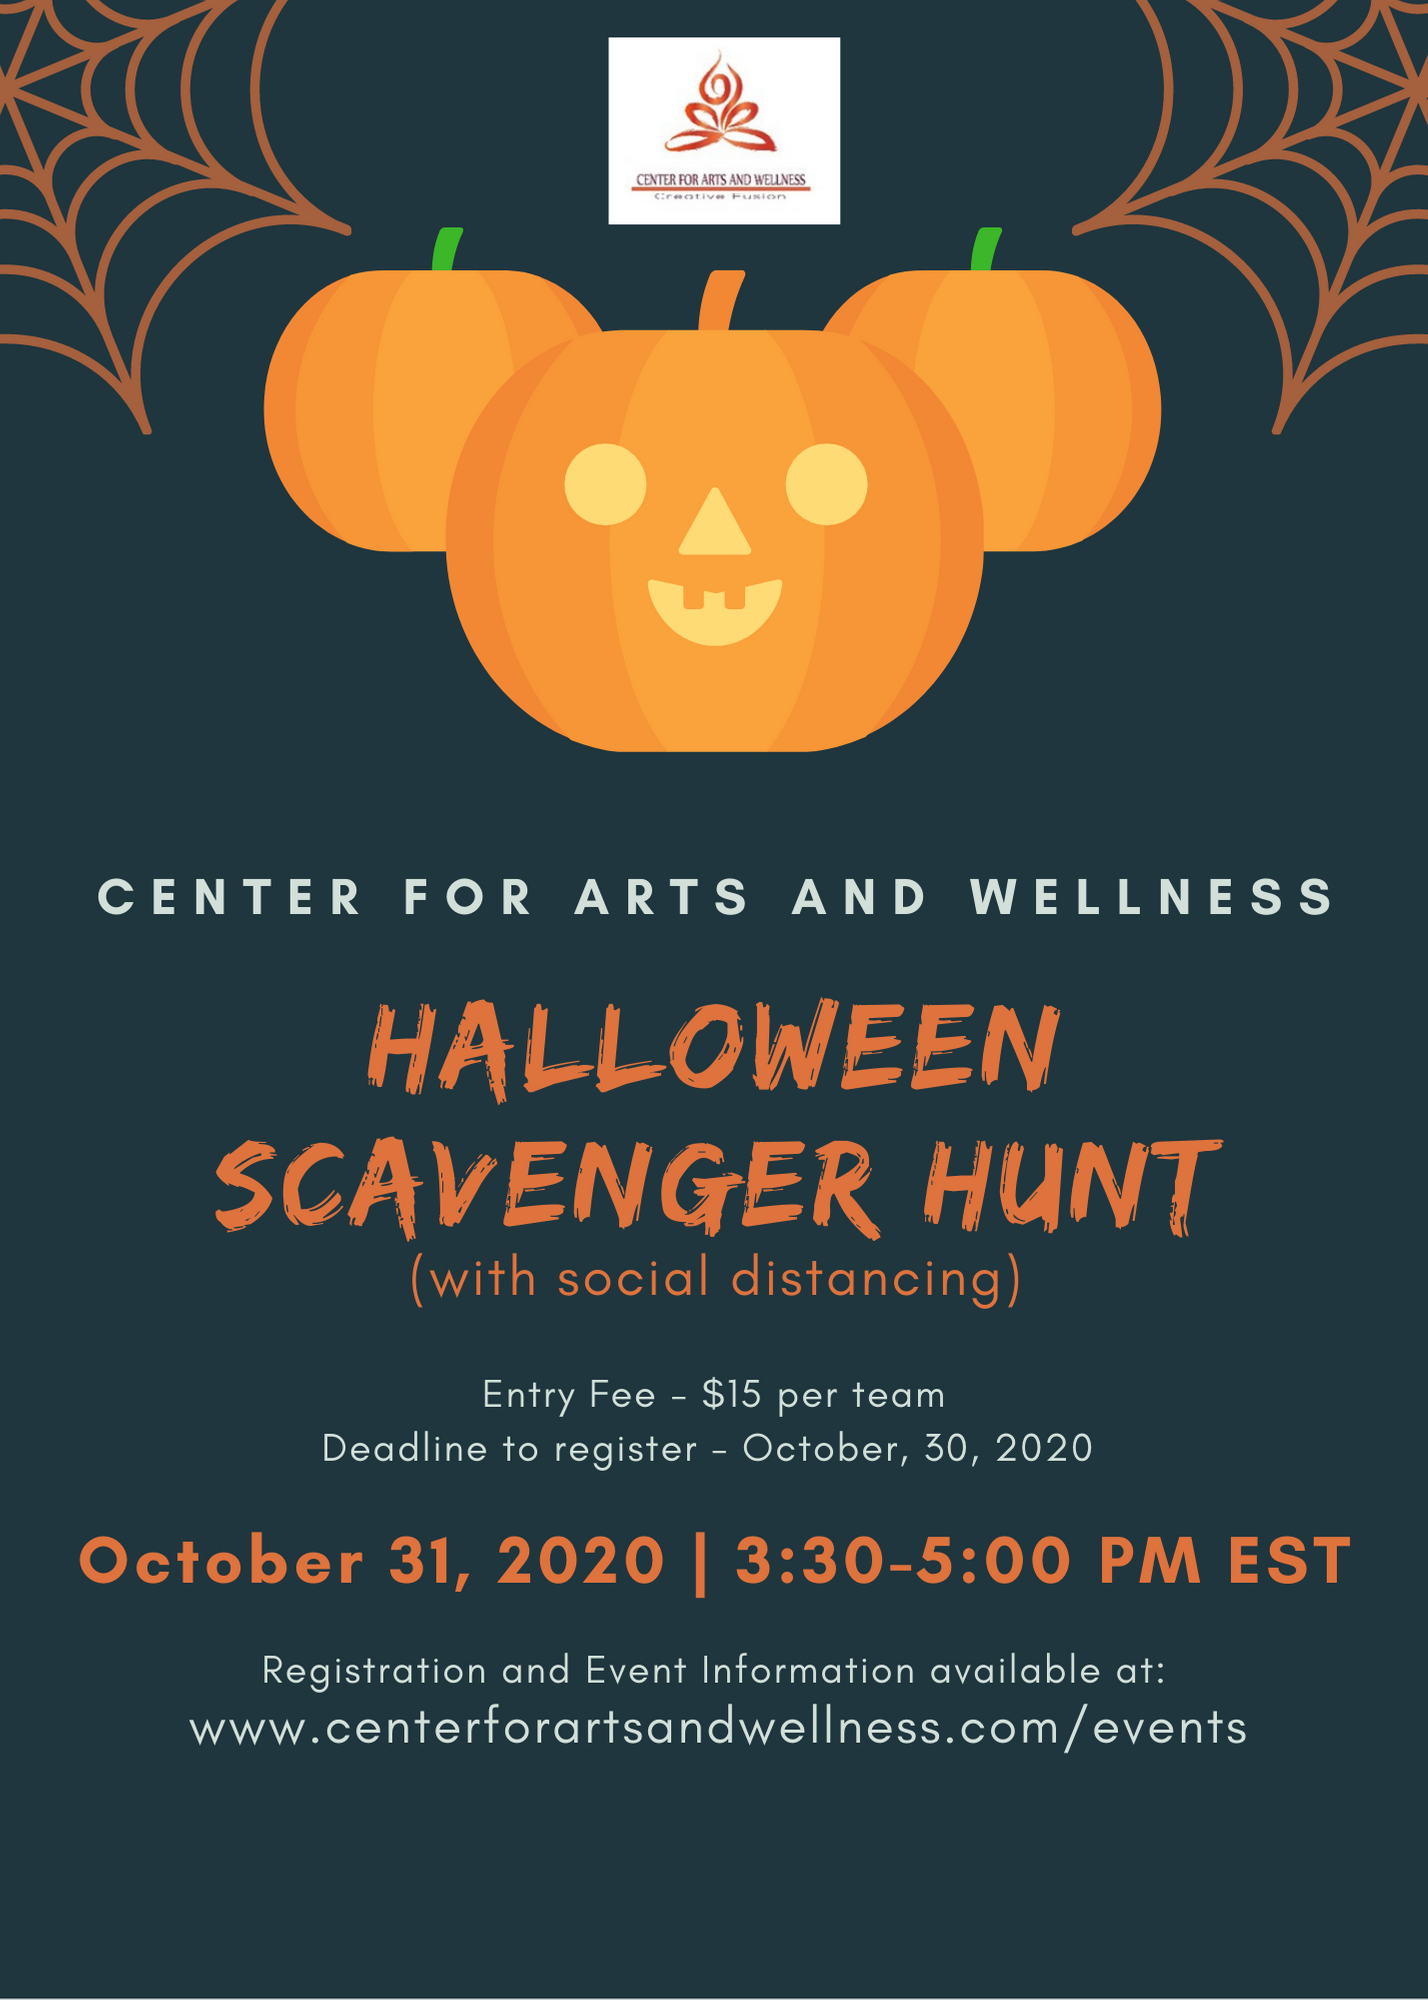 CENTER FOR ARTS AND WELLNESS
Creative Fusion
CENTER FOR ARTS AND WELLNESS
HALLOWEEN
SCAVENGER HUNT
(with social distancing)
Entry Fee - $15 per team
Deadline to register - October, 30, 2020
October 31, 2020 | 3:30-5:00 PM EST
Registration and Event Information available at:
www.centerforartsandwellness.com/events